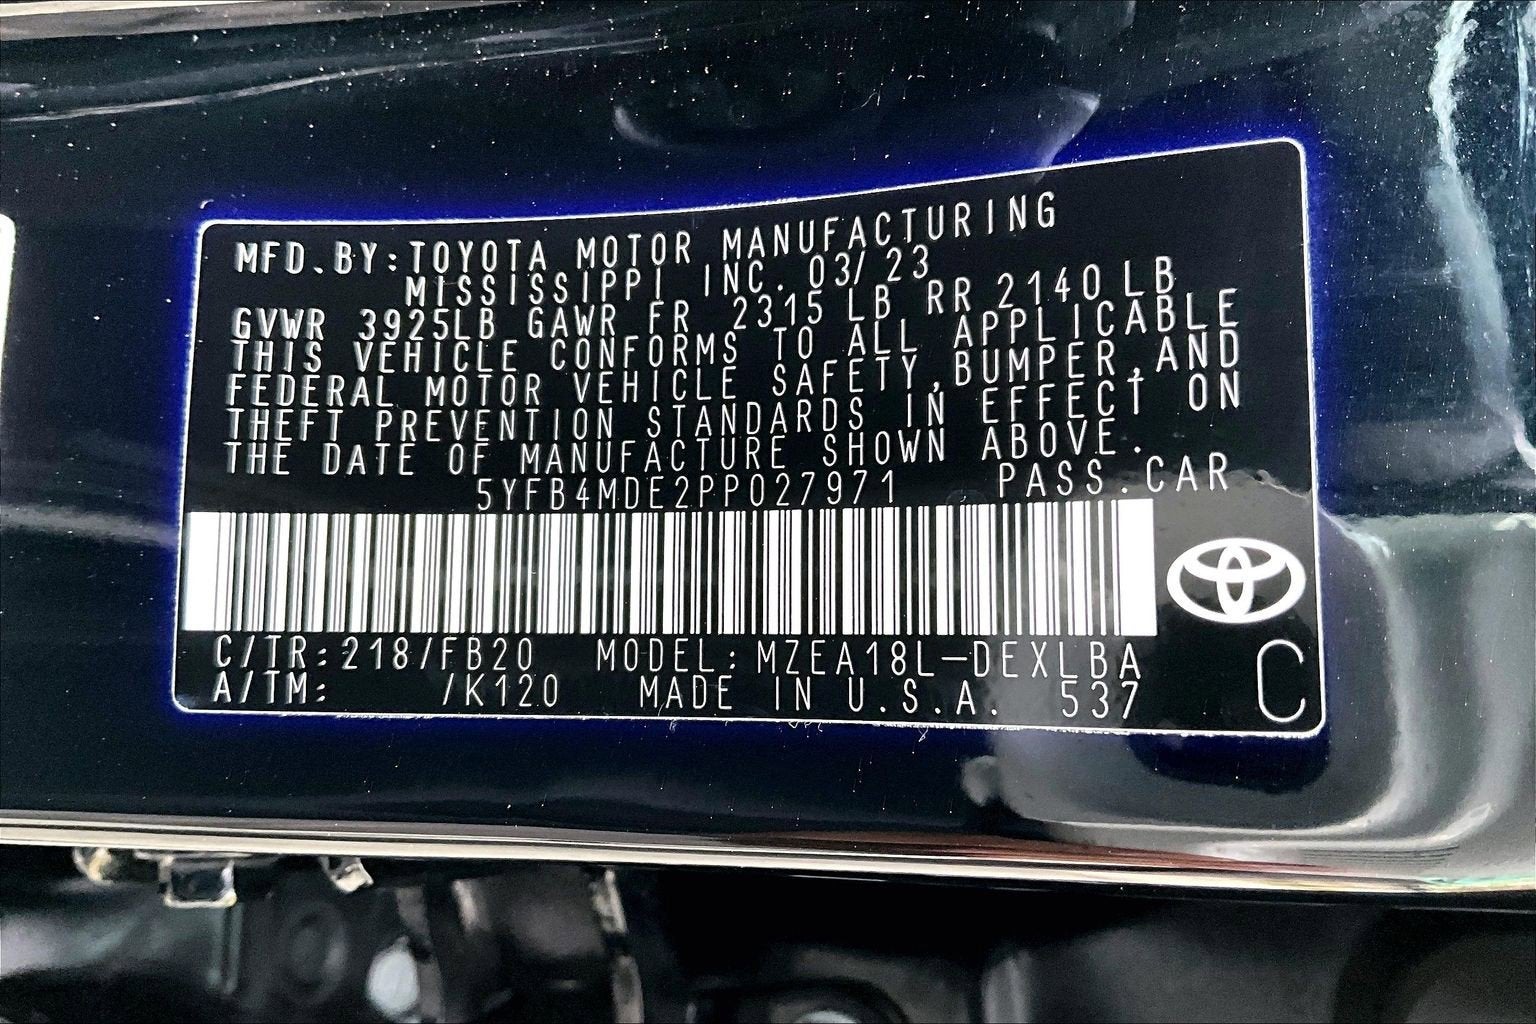 MFD.BY:TOYOTA MOTOR MANUFACTURING
MISSISSIPPI INC. 03/23
GVWR 3925LB GAWR FR 2315 LB RR 2140 LB
THIS VEHICLE CONFORMS TO ALL APPLICABLE
FEDERAL MOTOR VEHICLE SAFETY,BUMPER,AND
THEFT PREVENTION STANDARDS IN EFFECT ON
THE DATE OF MANUFACTURE SHOWN ABOVE.
5YFB4MDE2PP027971 PASS.CAR
C/TR:218/FB20 MODEL:MZEA18L-DEXLBA
A/TM: /K120 MADE IN U.S.A. 537
C